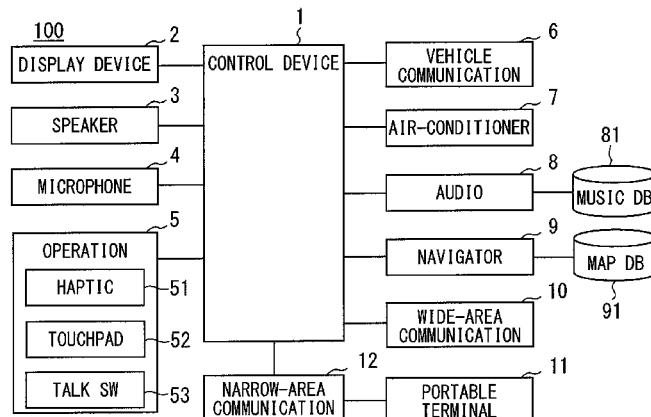 100
1
2
DISPLAY DEVICE
3
SPEAKER
4
MICROPHONE
5
OPERATION
HAPTIC
51
TOUCHPAD
52
TALK SW
53
CONTROL DEVICE
6
VEHICLE
COMMUNICATION
7
AIR-CONDITIONER
8
AUDIO
81
MUSIC DB
9
NAVIGATOR
MAP DB
91
10
WIDE-AREA
COMMUNICATION
12
NARROW-AREA
COMMUNICATION
11
PORTABLE
TERMINAL